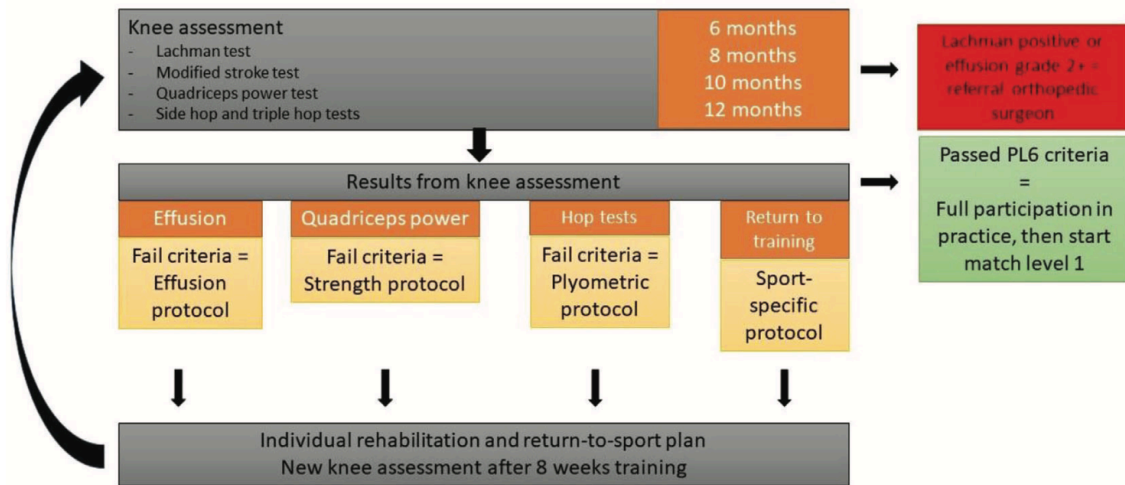 Knee assessment
- Lachman test
- Modified stroke test
- Quadriceps power test
- Side hop and triple hop tests
6 months
8 months
10 months
12 months
Lachman positive or
effusion grade 2+ =
referral orthopedic
surgeon
Results from knee assessment
Passed PL6 criteria
=
Full participation in
practice, then start
match level 1
Effusion
Fail criteria =
Effusion
protocol
Quadriceps power
Fail criteria =
Strength protocol
Hop tests
Fail criteria =
Plyometric
protocol
Return to
training
Sport-
specific
protocol
Individual rehabilitation and return-to-sport plan
New knee assessment after 8 weeks training